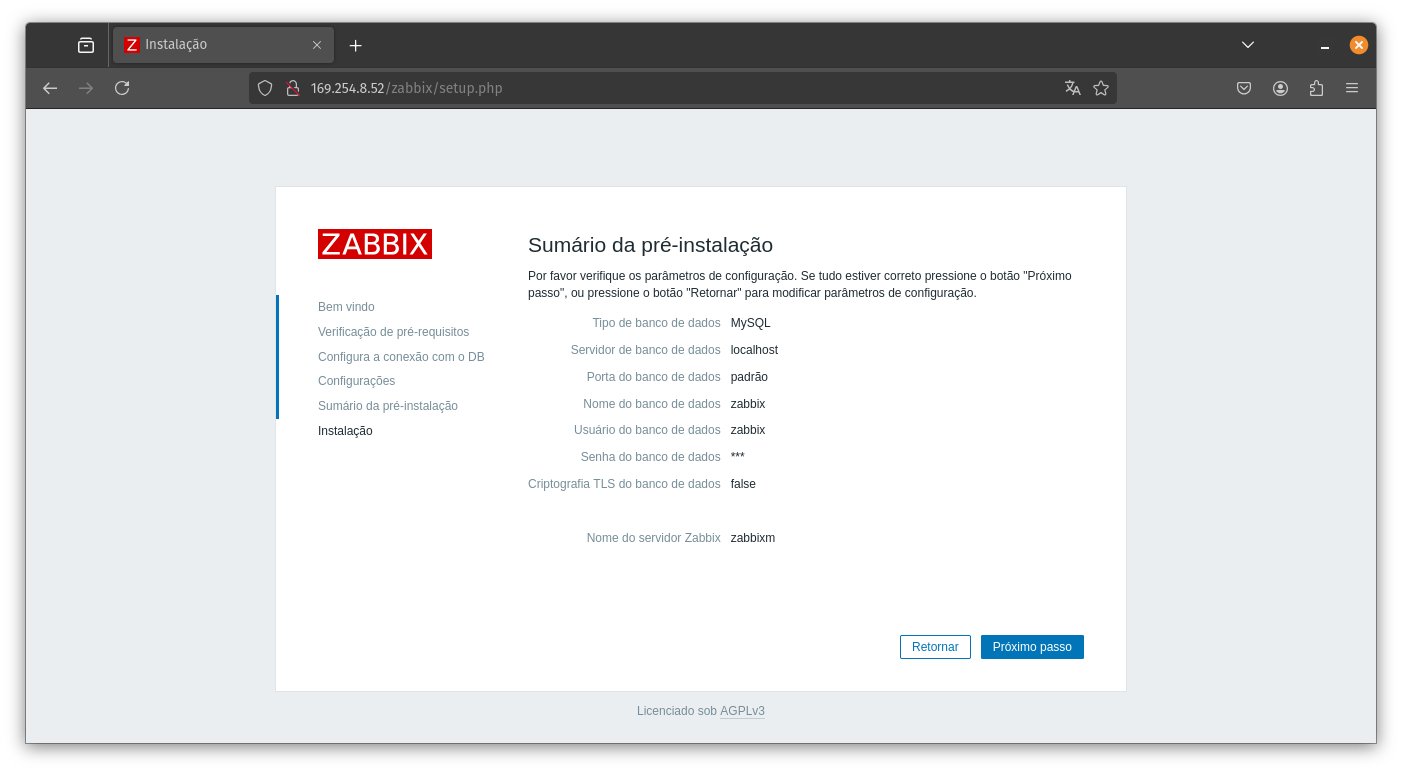 Instalação
169.254.8.52/zabbix/setup.php
ZABBIX
Bem vindo
Verificação de pré-requisitos
Configura a conexão com o DB
Configurações
Sumário da pré-instalação
Instalação
Sumário da pré-instalação
Por favor verifique os parâmetros de configuração. Se tudo estiver correto pressione o botão "Próximo
passo", ou pressione o botão "Retornar" para modificar parâmetros de configuração.
Tipo de banco de dados MySQL
Servidor de banco de dados localhost
Porta do banco de dados padrão
Nome do banco de dados zabbix
Usuário do banco de dados zabbix
Senha do banco de dados ***
Criptografia TLS do banco de dados false
Nome do servidor Zabbix zabbixm
Retornar Próximo passo
Licenciado sob AGPLv3